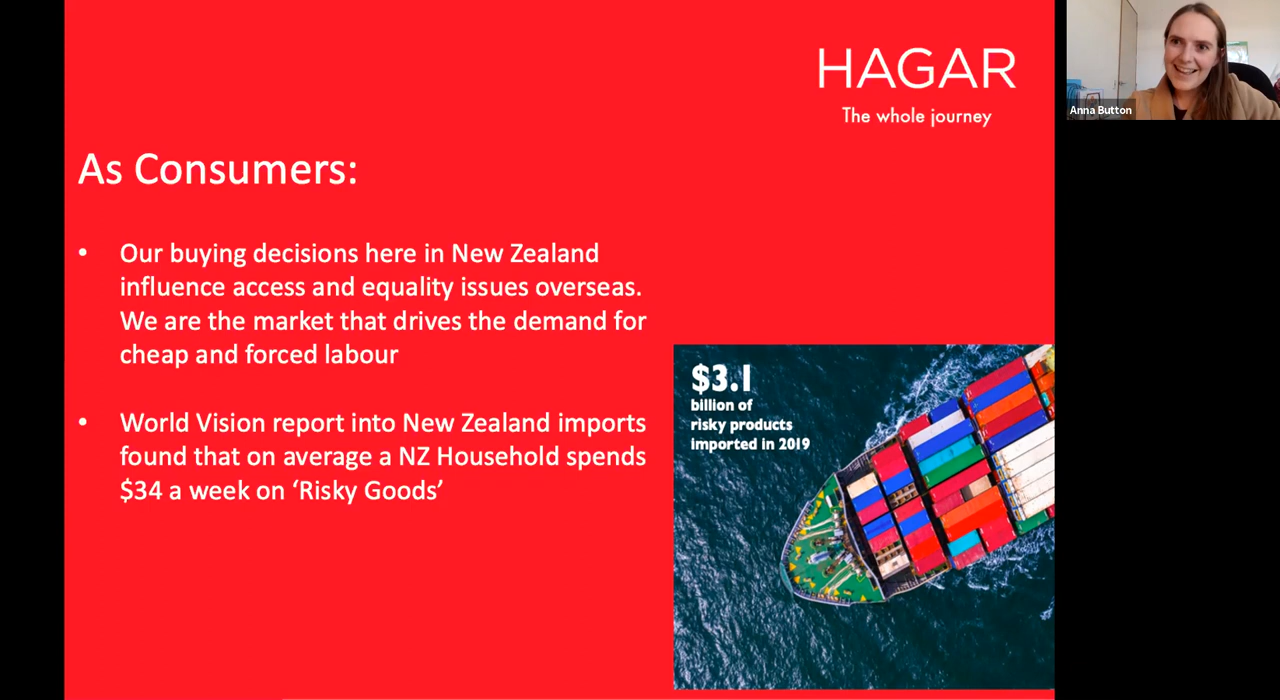 HAGAR
The whole journey
Anna Button
As Consumers:
• Our buying decisions here in New Zealand
influence access and equality issues overseas.
We are the market that drives the demand for
cheap and forced labour
• World Vision report into New Zealand imports
found that on average a NZ Household spends
$34 a week on ‘Risky Goods’
$3.1
billion of
risky products
imported in 2019